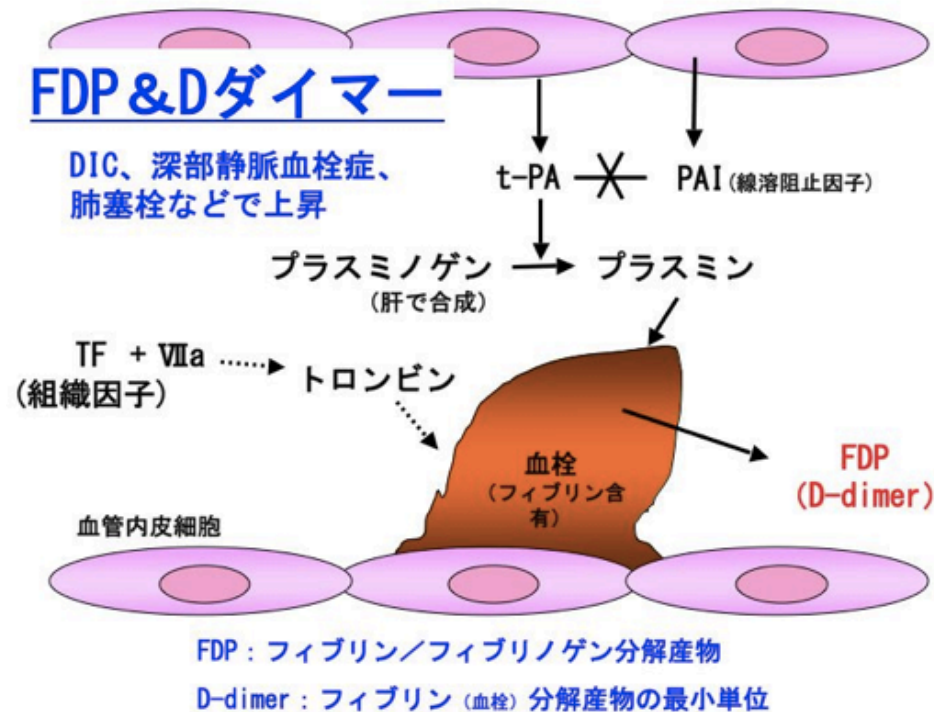 FDP&Dダイマー
DIC、深部静脈血栓症、
肺塞栓などで上昇
t-PA
PAI(線溶阻止因子)
プラスミノゲン
(肝で合成)
プラスミン
TF + Ⅶa
(組織因子)
トロンビン
血栓
(フィブリン含
有)
FDP
(D-dimer)
血管内皮細胞
FDP:フィブリン/フィブリノゲン分解産物
D-dimer:フィブリン(血栓)分解産物の最小単位